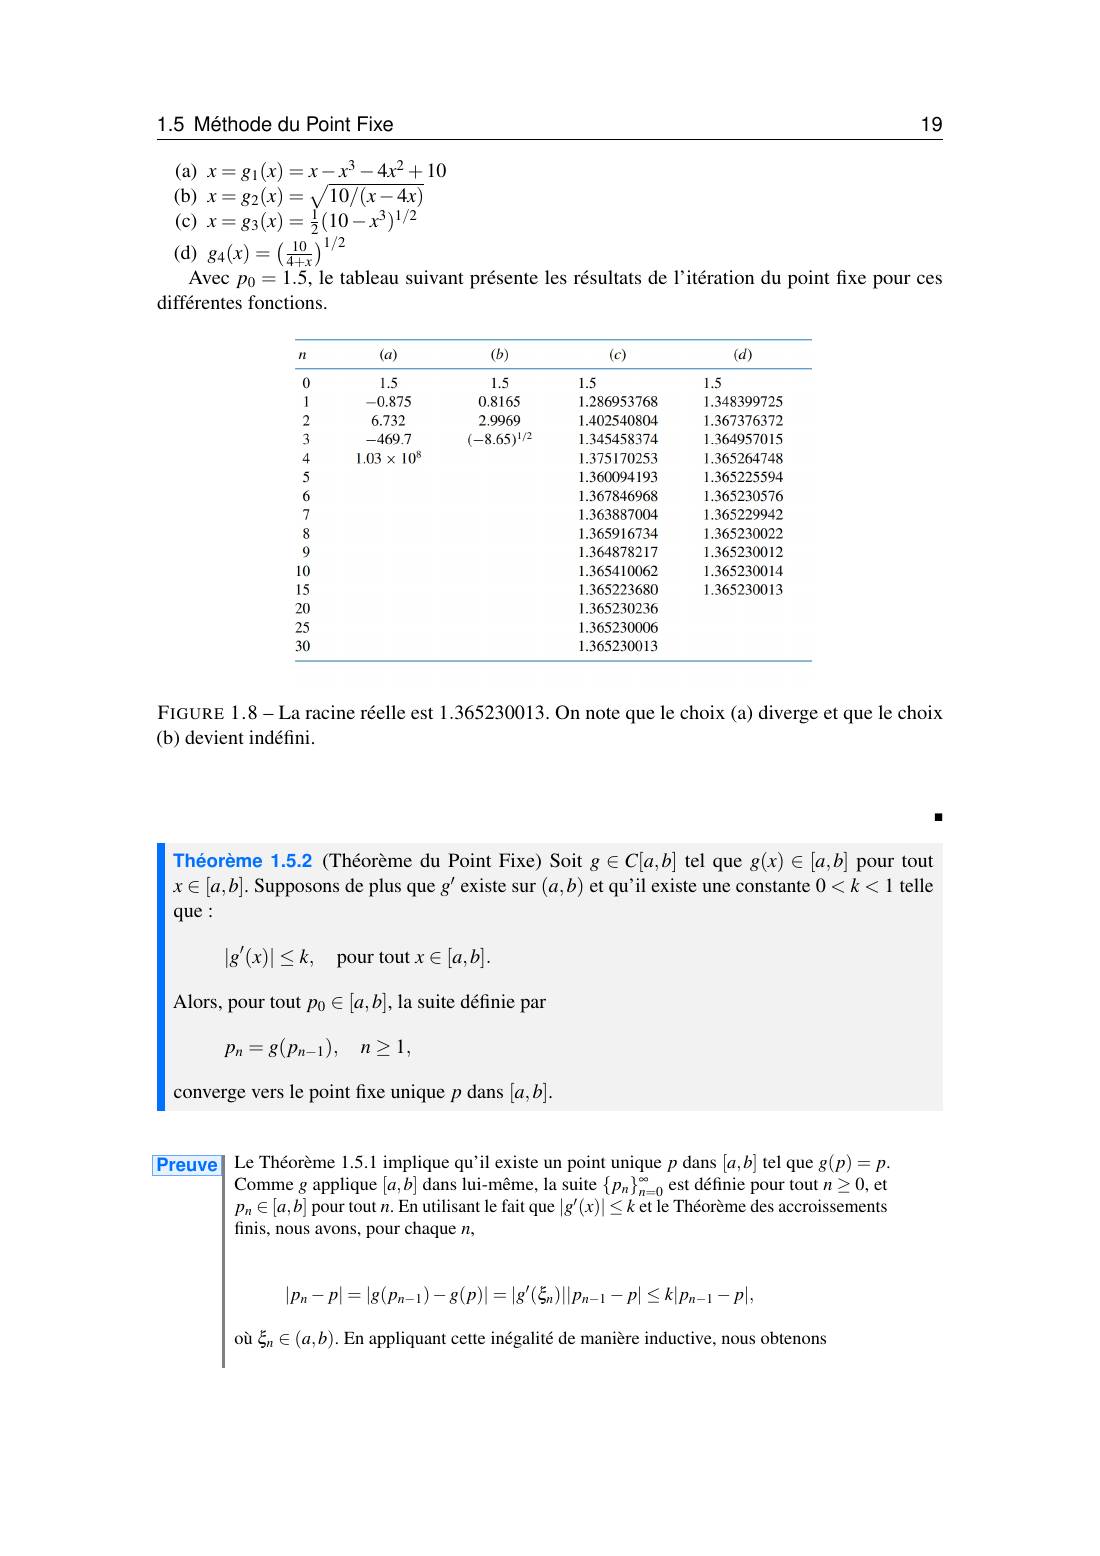 1.5 Méthode du Point Fixe 19
(a) x = g₁(x) = x − x³ − 4x² + 10
(b) x = g₂(x) = √(10/(x − 4x))
(c) x = g₃(x) = ½(10 − x³)^{1/2}
(d) g₄(x) = (10/(4+x))^{1/2}
Avec p₀ = 1.5, le tableau suivant présente les résultats de l'itération du point fixe pour ces
différentes fonctions.
n (a) (b) (c) (d)
0 1.5 1.5 1.5 1.5
1 −0.875 0.8165 1.286953768 1.348399725
2 6.732 2.9969 1.402540804 1.367376372
3 −469.7 (−8.65)^{1/2} 1.345458374 1.364957015
4 1.03 × 10⁸ 1.375170253 1.365264748
5 1.360094193 1.365225594
6 1.367846968 1.365230576
7 1.363887004 1.365229942
8 1.365916734 1.365230022
9 1.364878217 1.365230012
10 1.365410062 1.365230014
15 1.365223680 1.365230013
20 1.365230236
25 1.365230006
30 1.365230013
FIGURE 1.8 – La racine réelle est 1.365230013. On note que le choix (a) diverge et que le choix
(b) devient indéfini.
■
Théorème 1.5.2 (Théorème du Point Fixe) Soit g ∈ C[a,b] tel que g(x) ∈ [a,b] pour tout
x ∈ [a,b]. Supposons de plus que g′ existe sur (a,b) et qu'il existe une constante 0 < k < 1 telle
que :
|g′(x)| ≤ k, pour tout x ∈ [a,b].
Alors, pour tout p₀ ∈ [a,b], la suite définie par
pₙ = g(pₙ₋₁), n ≥ 1,
converge vers le point fixe unique p dans [a,b].
Preuve Le Théorème 1.5.1 implique qu'il existe un point unique p dans [a,b] tel que g(p) = p.
Comme g applique [a,b] dans lui-même, la suite {pₙ}_{n=0}^∞ est définie pour tout n ≥ 0, et
pₙ ∈ [a,b] pour tout n. En utilisant le fait que |g′(x)| ≤ k et le Théorème des accroissements
finis, nous avons, pour chaque n,
|pₙ − p| = |g(pₙ₋₁) − g(p)| = |g′(ξₙ)||pₙ₋₁ − p| ≤ k|pₙ₋₁ − p|,
où ξₙ ∈ (a,b). En appliquant cette inégalité de manière inductive, nous obtenons